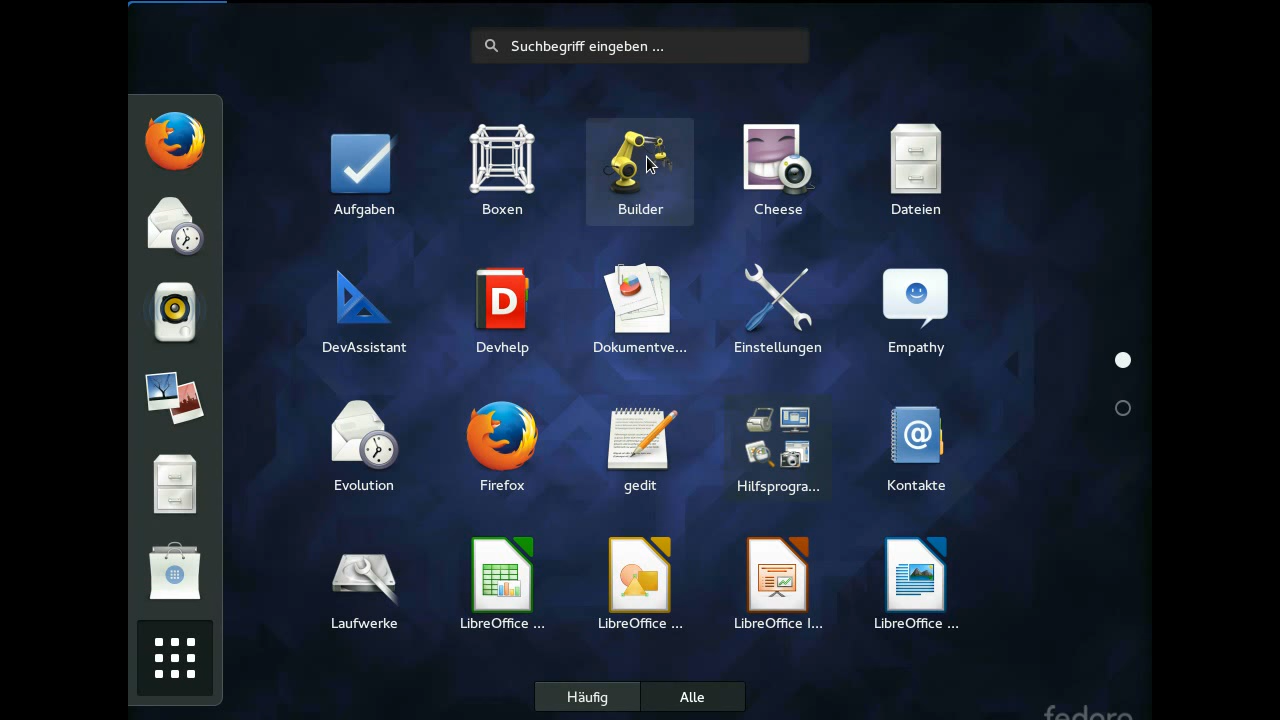 Suchbegriff eingeben ...
Aufgaben
Boxen
Builder
Cheese
Dateien
DevAssistant
D
Devhelp
Dokumentve...
Einstellungen
Empathy
Evolution
Firefox
gedit
Hilfsprogra...
@
Kontakte
Laufwerke
LibreOffice ...
LibreOffice ...
LibreOffice I...
LibreOffice ...
Häufig
Alle
fedora